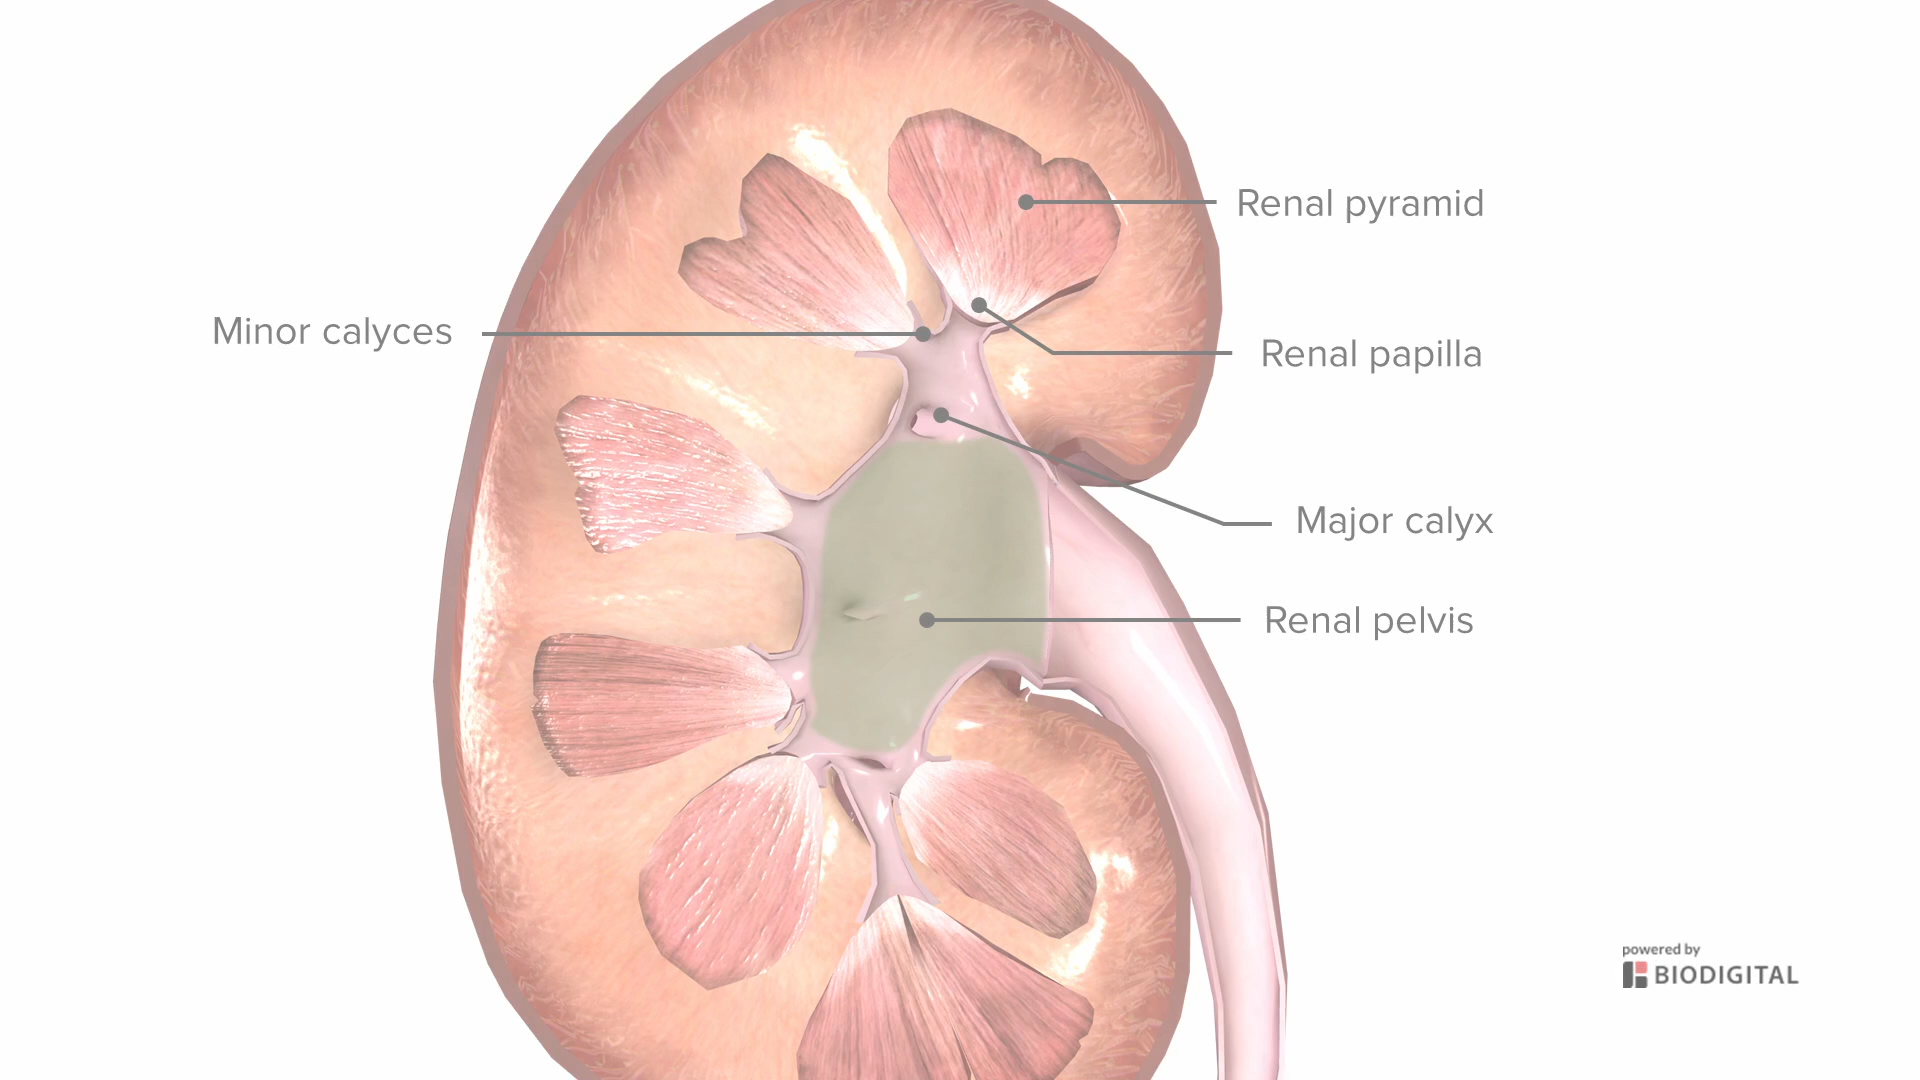 Renal pyramid
Minor calyces
Renal papilla
Major calyx
Renal pelvis
powered by
BIODIGITAL